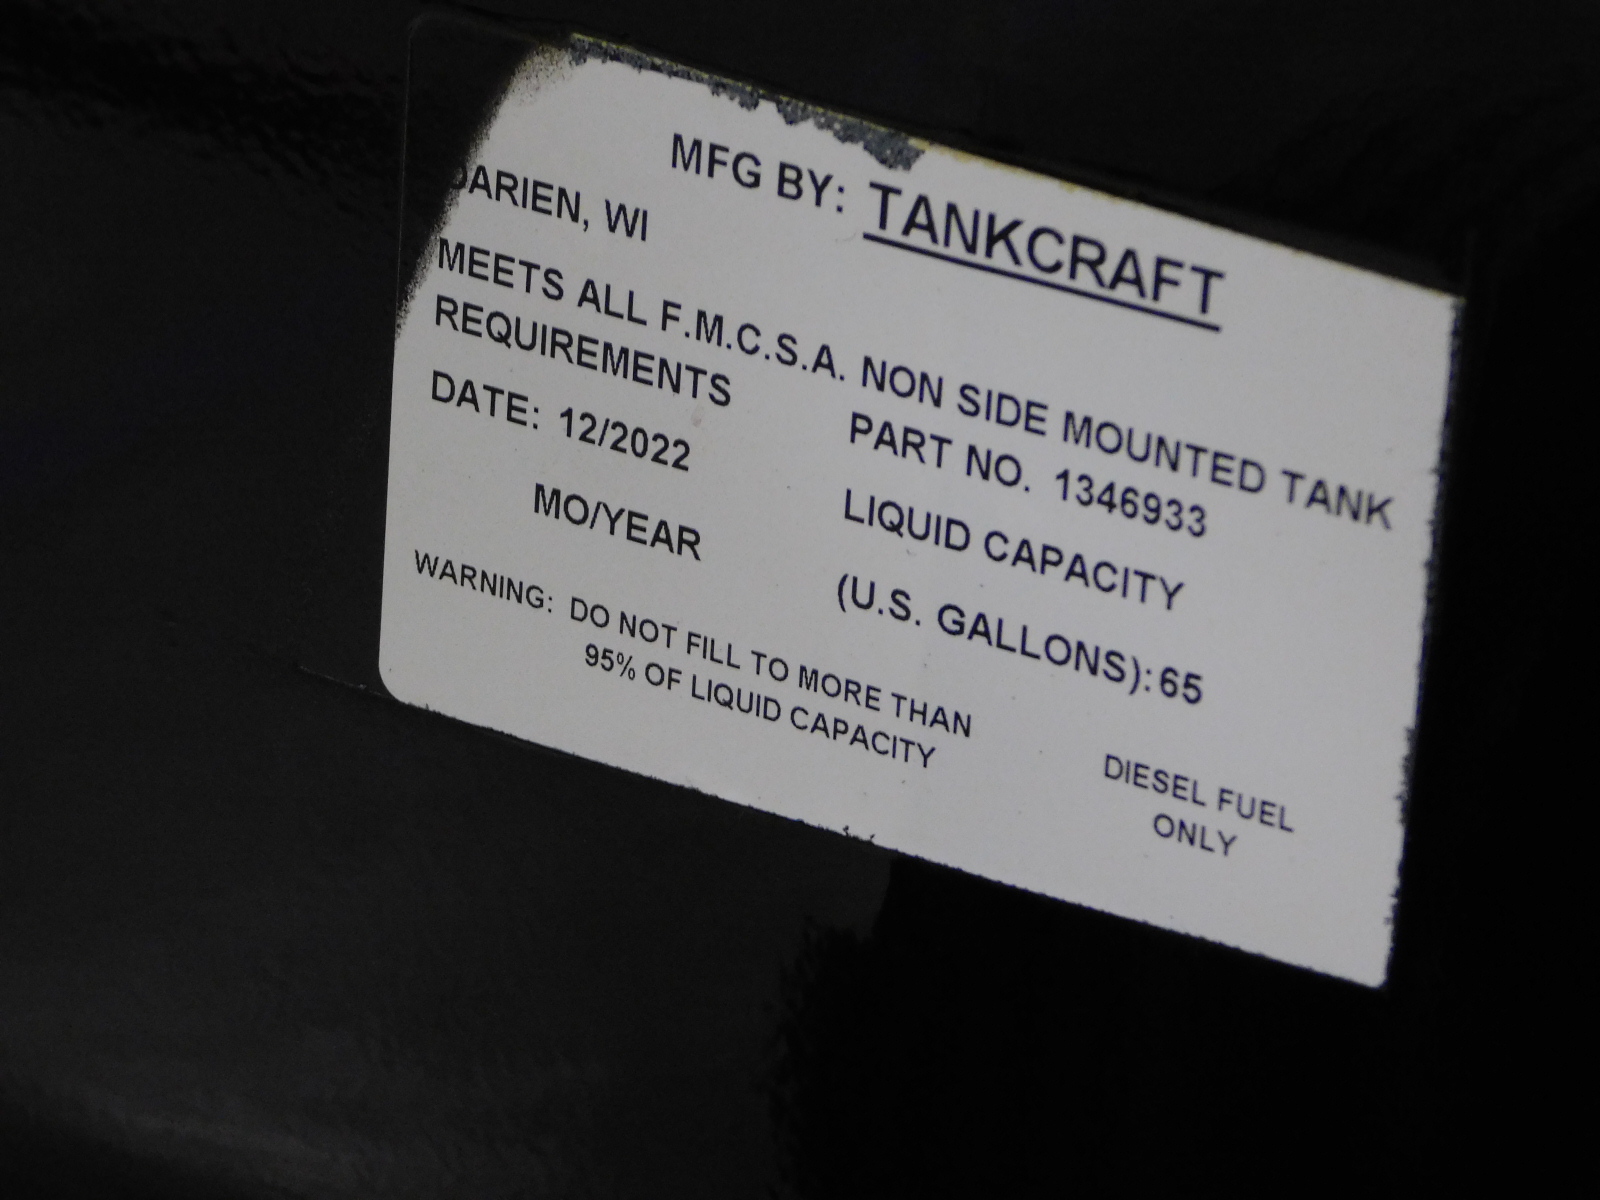 MFG BY: TANKCRAFT
DARIEN, WI
MEETS ALL F.M.C.S.A. NON SIDE MOUNTED TANK
REQUIREMENTS
PART NO. 1346933
DATE: 12/2022
LIQUID CAPACITY
MO/YEAR
(U.S. GALLONS): 65
WARNING: DO NOT FILL TO MORE THAN
95% OF LIQUID CAPACITY
DIESEL FUEL
ONLY